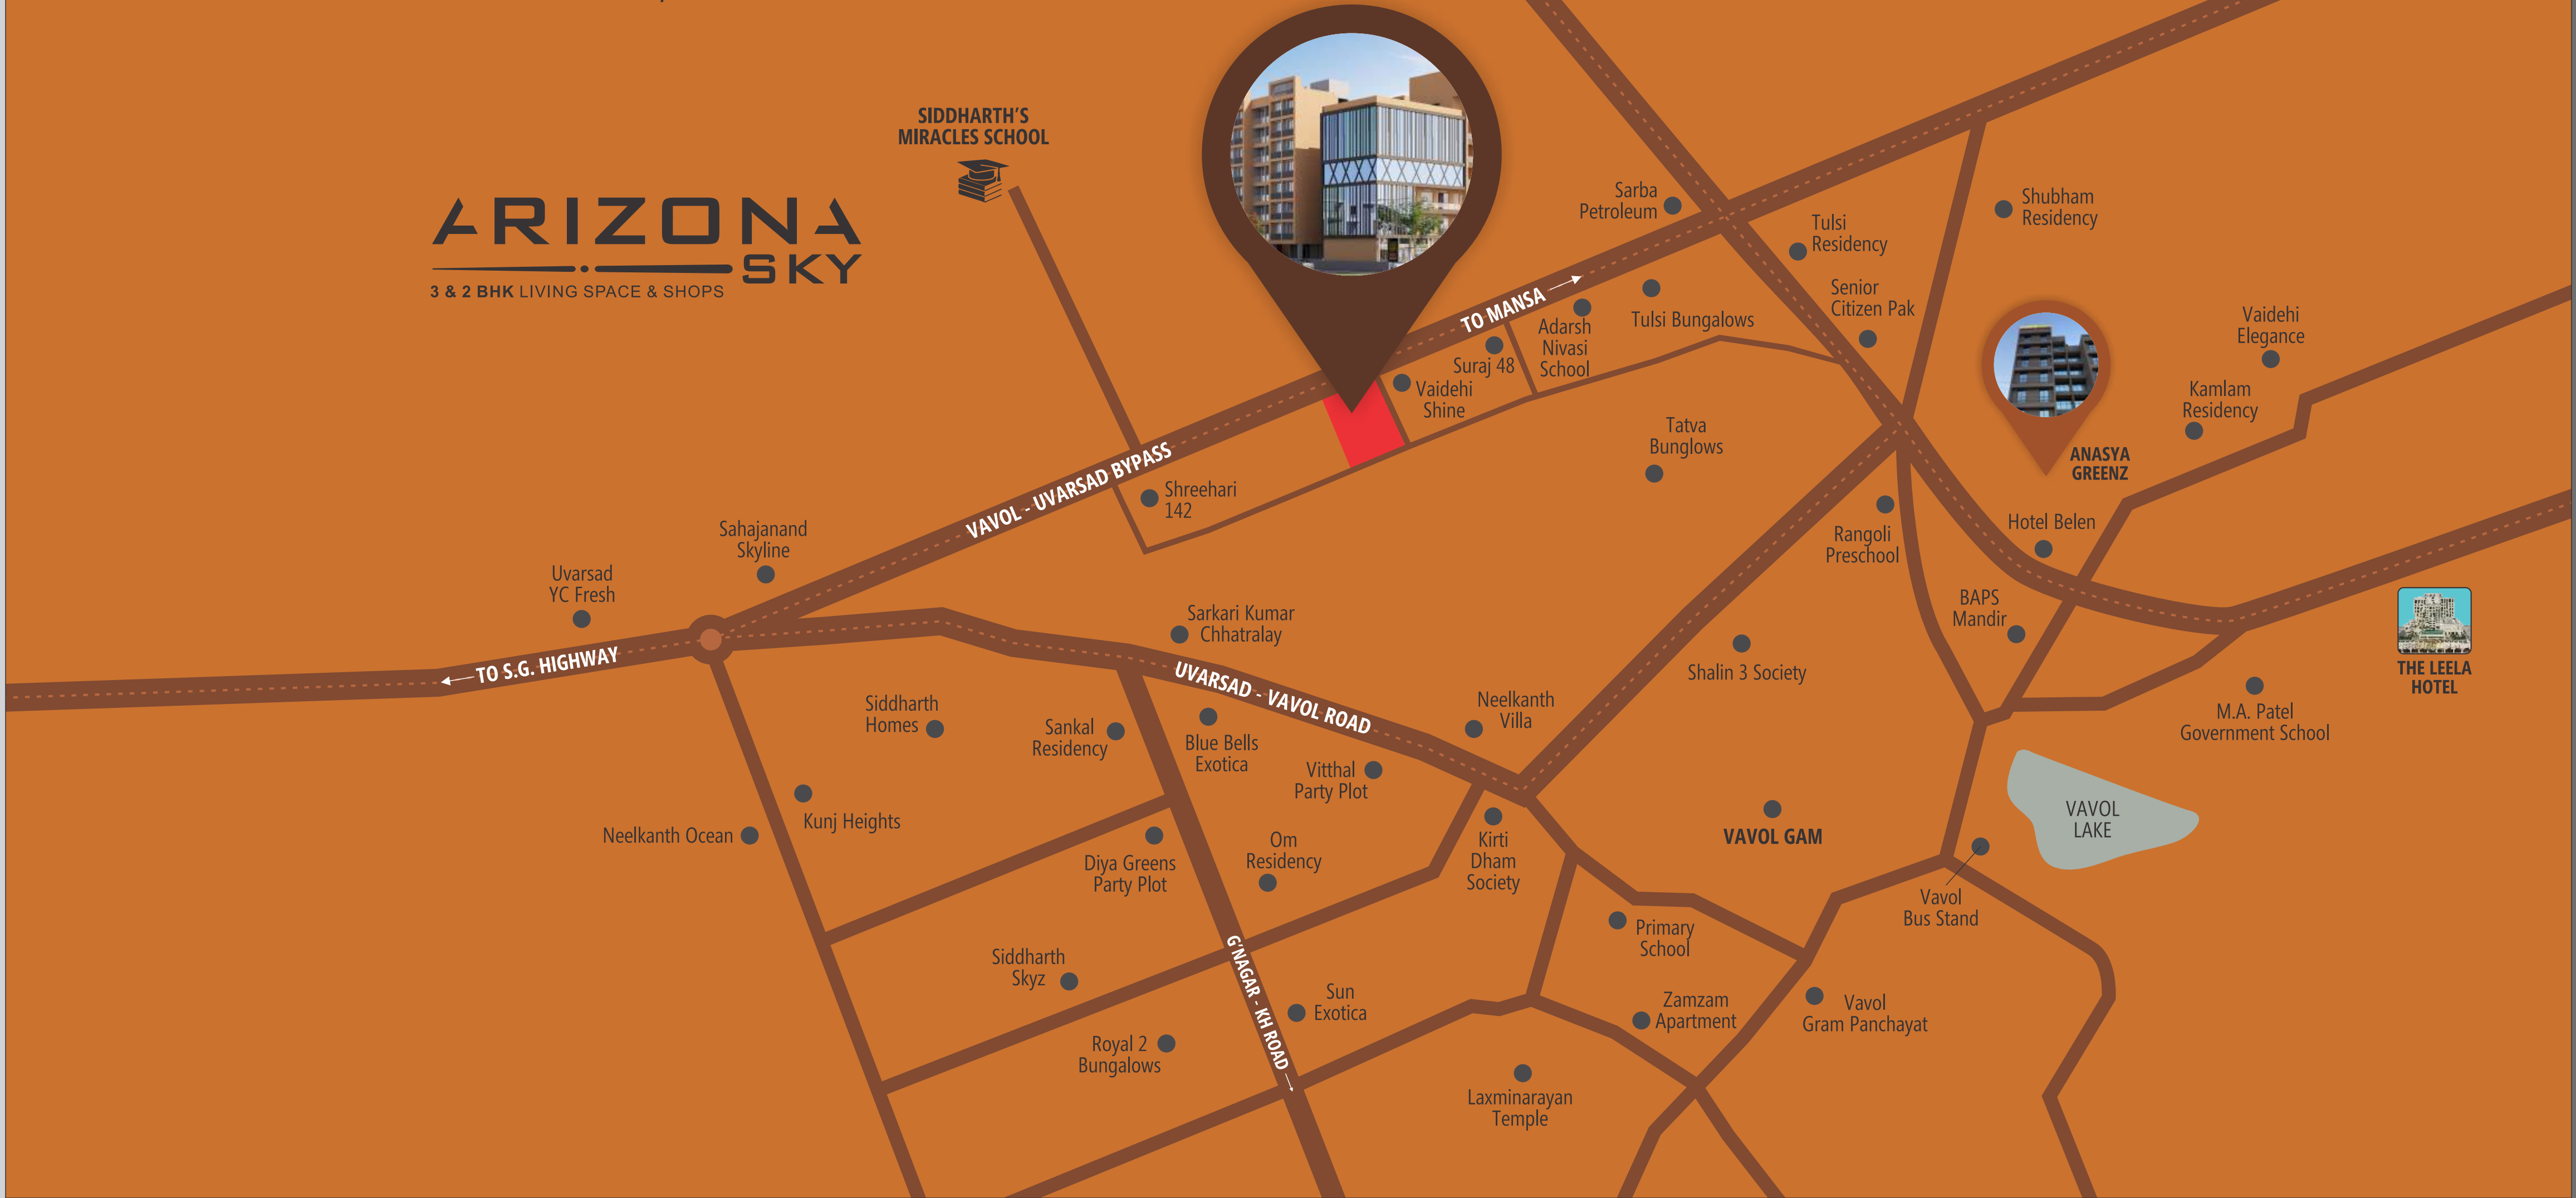 SIDDHARTH'S
MIRACLES SCHOOL
ARIZONA
SKY
3 & 2 BHK LIVING SPACE & SHOPS
Sarba
Petroleum
Tulsi
Residency
Shubham
Residency
Senior
Citizen Pak
TO MANSA
Adarsh
Nivasi
School
Tulsi Bungalows
Suraj 48
Vaidehi
Shine
Vaidehi
Elegance
Kamlam
Residency
Tatva
Bunglows
ANASYA
GREENZ
VAVOL - UVARSAD BYPASS
Shreehari
142
Rangoli
Preschool
Hotel Belen
Sahajanand
Skyline
Uvarsad
YC Fresh
BAPS
Mandir
Sarkari Kumar
Chhatralay
TO S.G. HIGHWAY
UVARSAD - VAVOL ROAD
Shalin 3 Society
THE LEELA
HOTEL
Siddharth
Homes
Sankal
Residency
Blue Bells
Exotica
Neelkanth
Villa
M.A. Patel
Government School
Vitthal
Party Plot
Kunj Heights
Neelkanth Ocean
Diya Greens
Party Plot
Om
Residency
Kirti
Dham
Society
VAVOL GAM
VAVOL
LAKE
Vavol
Bus Stand
Primary
School
Siddharth
Skyz
G'NAGAR - KH ROAD
Sun
Exotica
Zamzam
Apartment
Vavol
Gram Panchayat
Royal 2
Bungalows
Laxminarayan
Temple